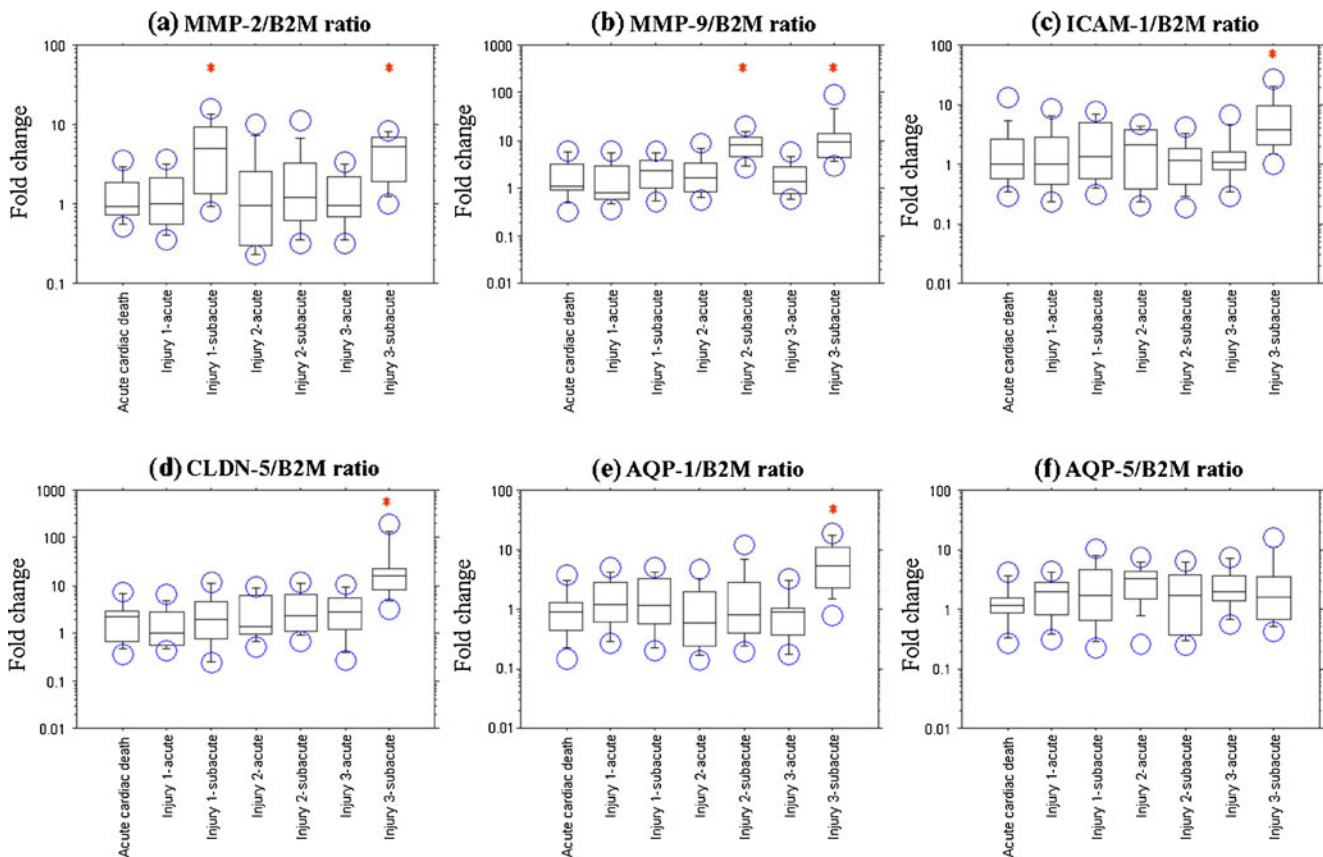 (a) MMP-2/B2M ratio
Fold change
100
10
1
0.1
Acute cardiac death
Injury 1-acute
Injury 1-subacute
Injury 2-acute
Injury 2-subacute
Injury 3-acute
Injury 3-subacute
(b) MMP-9/B2M ratio
Fold change
1000
100
10
1
0.1
0.01
Acute cardiac death
Injury 1-acute
Injury 1-subacute
Injury 2-acute
Injury 2-subacute
Injury 3-acute
Injury 3-subacute
(c) ICAM-1/B2M ratio
Fold change
100
10
1
0.1
0.01
Acute cardiac death
Injury 1-acute
Injury 1-subacute
Injury 2-acute
Injury 2-subacute
Injury 3-acute
Injury 3-subacute
(d) CLDN-5/B2M ratio
Fold change
1000
100
10
1
0.1
0.01
Acute cardiac death
Injury 1-acute
Injury 1-subacute
Injury 2-acute
Injury 2-subacute
Injury 3-acute
Injury 3-subacute
(e) AQP-1/B2M ratio
Fold change
100
10
1
0.1
0.01
Acute cardiac death
Injury 1-acute
Injury 1-subacute
Injury 2-acute
Injury 2-subacute
Injury 3-acute
Injury 3-subacute
(f) AQP-5/B2M ratio
Fold change
100
10
1
0.1
0.01
Acute cardiac death
Injury 1-acute
Injury 1-subacute
Injury 2-acute
Injury 2-subacute
Injury 3-acute
Injury 3-subacute